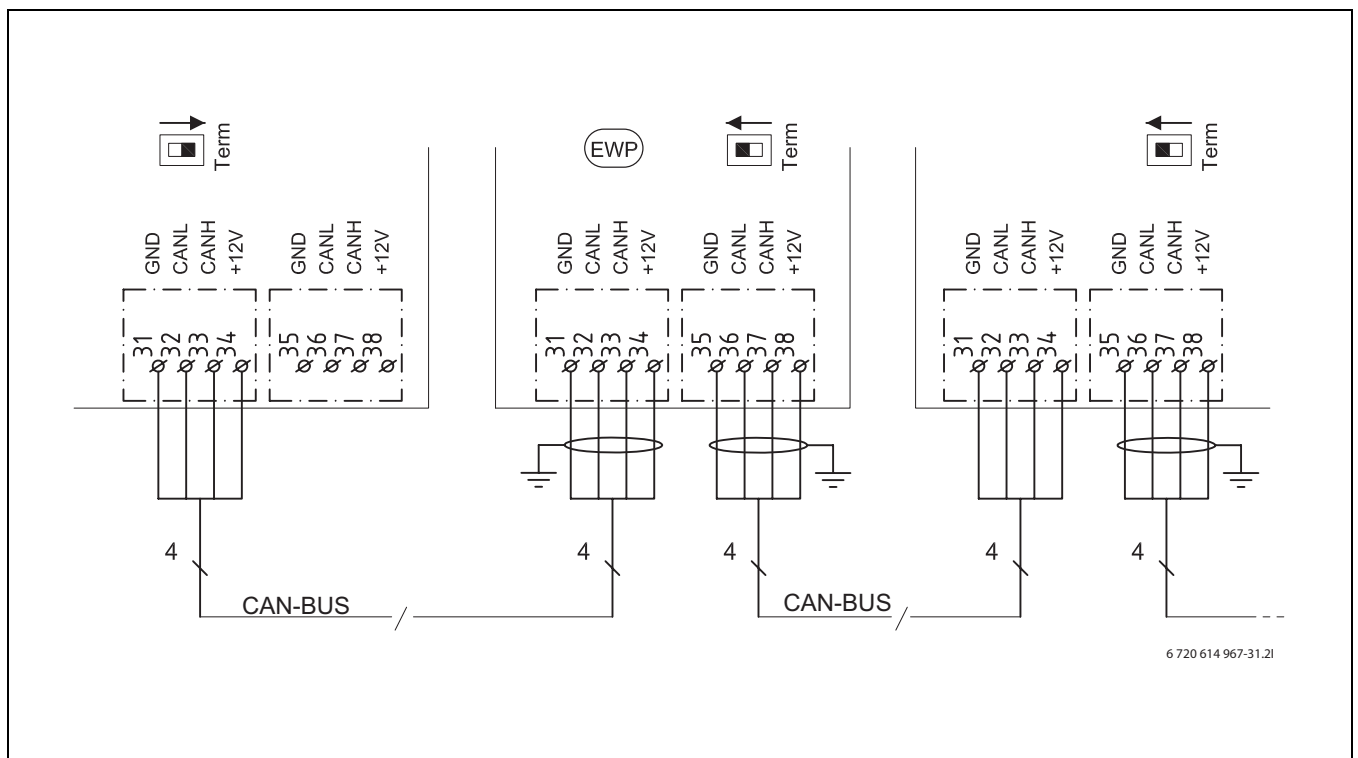 Term
EWP
Term
Term
GND CANL CANH +12V
GND CANL CANH +12V
GND CANL CANH +12V
GND CANL CANH +12V
GND CANL CANH +12V
GND CANL CANH +12V
31 32 33 34
35 36 37 38
31 32 33 34
35 36 37 38
31 32 33 34
35 36 37 38
4
4
4
4
4
CAN-BUS
CAN-BUS
6 720 614 967-31.2I